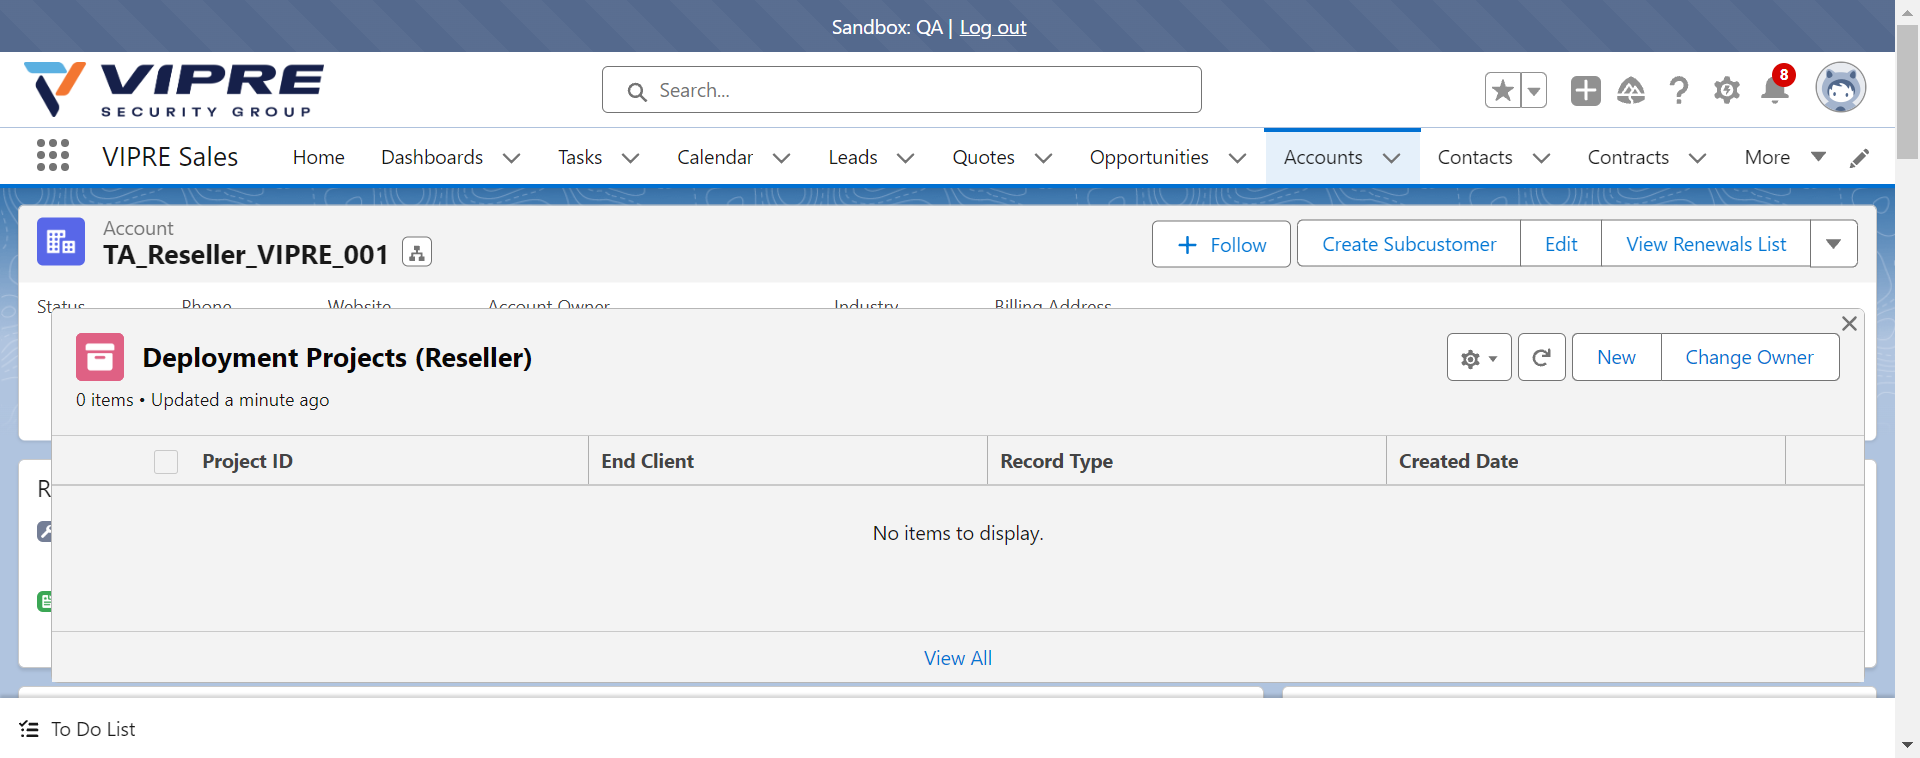 Sandbox: QA | Log out
VIPRE
SECURITY GROUP
Search...
8
VIPRE Sales
Home
Dashboards
Tasks
Calendar
Leads
Quotes
Opportunities
Accounts
Contacts
Contracts
More
Account
TA_Reseller_VIPRE_001
Follow
Create Subcustomer
Edit
View Renewals List
Status
Phone
Website
Account Owner
Industry
Billing Address
Deployment Projects (Reseller)
0 items • Updated a minute ago
New
Change Owner
Project ID
End Client
Record Type
Created Date
R
No items to display.
View All
To Do List